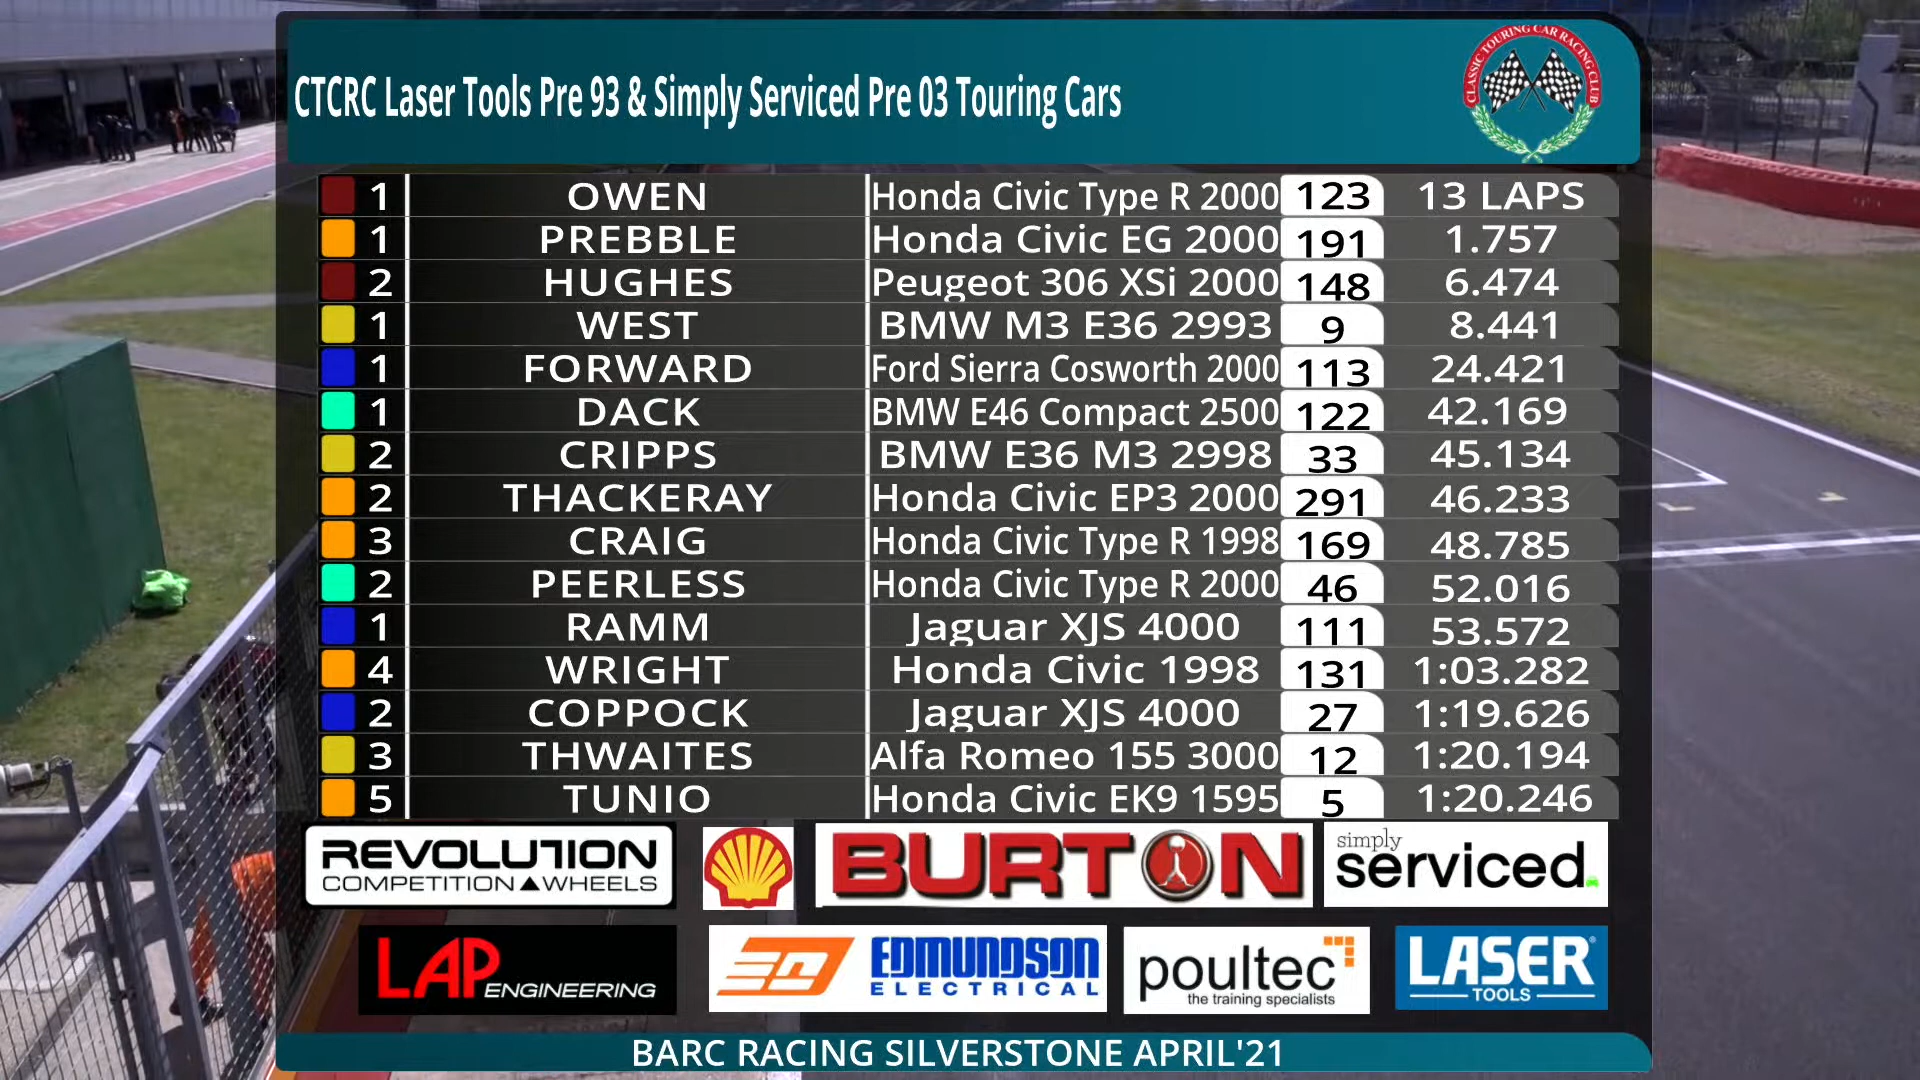 CTCRC Laser Tools Pre 93 & Simply Serviced Pre 03 Touring Cars
CLASSIC TOURING CAR RACING CLUB
1 OWEN Honda Civic Type R 2000 123 13 LAPS
1 PREBBLE Honda Civic EG 2000 191 1.757
2 HUGHES Peugeot 306 XSi 2000 148 6.474
1 WEST BMW M3 E36 2993 9 8.441
1 FORWARD Ford Sierra Cosworth 2000 113 24.421
1 DACK BMW E46 Compact 2500 122 42.169
2 CRIPPS BMW E36 M3 2998 33 45.134
2 THACKERAY Honda Civic EP3 2000 291 46.233
3 CRAIG Honda Civic Type R 1998 169 48.785
2 PEERLESS Honda Civic Type R 2000 46 52.016
1 RAMM Jaguar XJS 4000 111 53.572
4 WRIGHT Honda Civic 1998 131 1:03.282
2 COPPOCK Jaguar XJS 4000 27 1:19.626
3 THWAITES Alfa Romeo 155 3000 12 1:20.194
5 TUNIO Honda Civic EK9 1595 5 1:20.246
REVOLUTION
COMPETITION WHEELS
BURTON
simply
serviced.
LAP ENGINEERING
EDMUNDSON
ELECTRICAL
poultec
the training specialists
LASER
TOOLS
BARC RACING SILVERSTONE APRIL'21